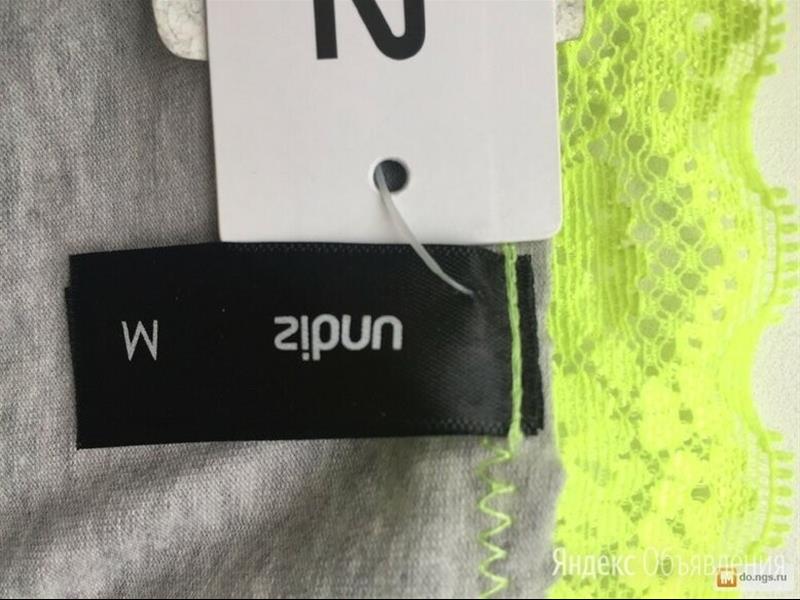 undiz
M
Яндекс Объявления
do.ngs.ru